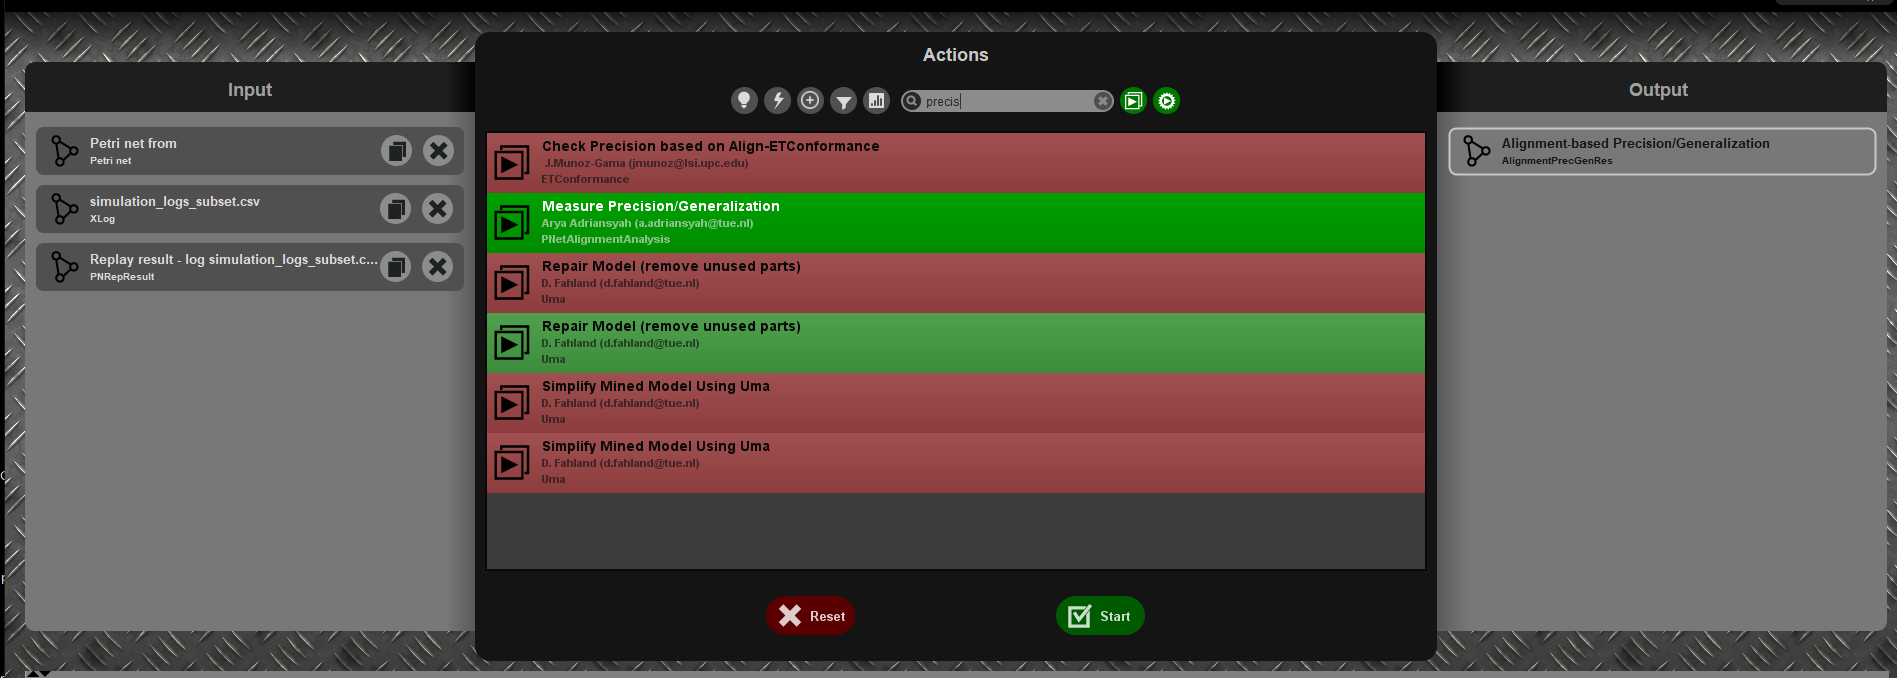 Input
Petri net from
Petri net
simulation_logs_subset.csv
XLog
Replay result - log simulation_logs_subset.c...
PNRepResult
Actions
precis
Check Precision based on Align-ETConformance
J.Munoz-Gama (jmunoz@lsi.upc.edu)
ETConformance
Measure Precision/Generalization
Arya Adriansyah (a.adriansyah@tue.nl)
PNetAlignmentAnalysis
Repair Model (remove unused parts)
D. Fahland (d.fahland@tue.nl)
Uma
Repair Model (remove unused parts)
D. Fahland (d.fahland@tue.nl)
Uma
Simplify Mined Model Using Uma
D. Fahland (d.fahland@tue.nl)
Uma
Simplify Mined Model Using Uma
D. Fahland (d.fahland@tue.nl)
Uma
Reset
Start
Output
Alignment-based Precision/Generalization
AlignmentPrecGenRes